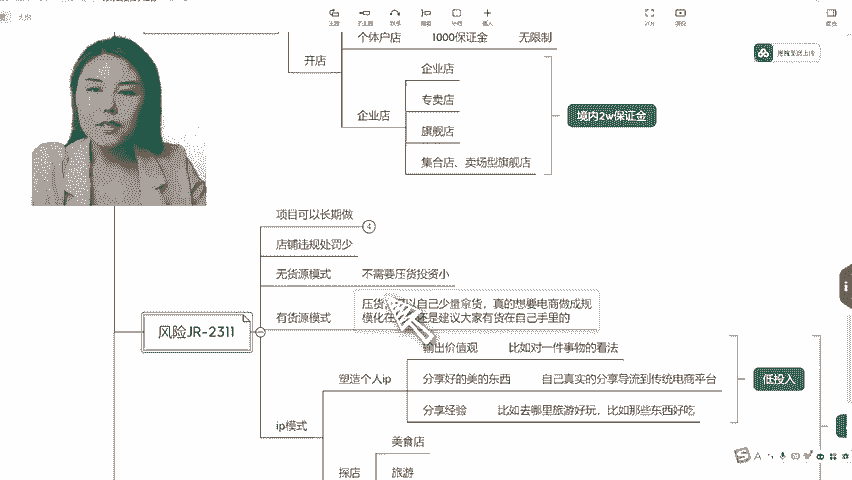 个体户店 1000保证金 无限制
开店
企业店
企业店
专卖店
旗舰店
集合店、卖场型旗舰店
境内2w保证金
项目可以长期做
4
店铺违规处罚少
无货源模式 不需要压货投资小
风险JR-2311
有货源模式
压货 以自己少量拿货，真的想要电商做成规
模化在 还是建议大家有货在自己手里的
输出价值观 比如对一件事物的看法
塑造个人ip
分享好的美的东西 自己真实的分享导流到传统电商平台
低投入
分享经验 比如去哪里旅游好玩，比如那些东西好吃
ip模式
美食店
探店
旅游